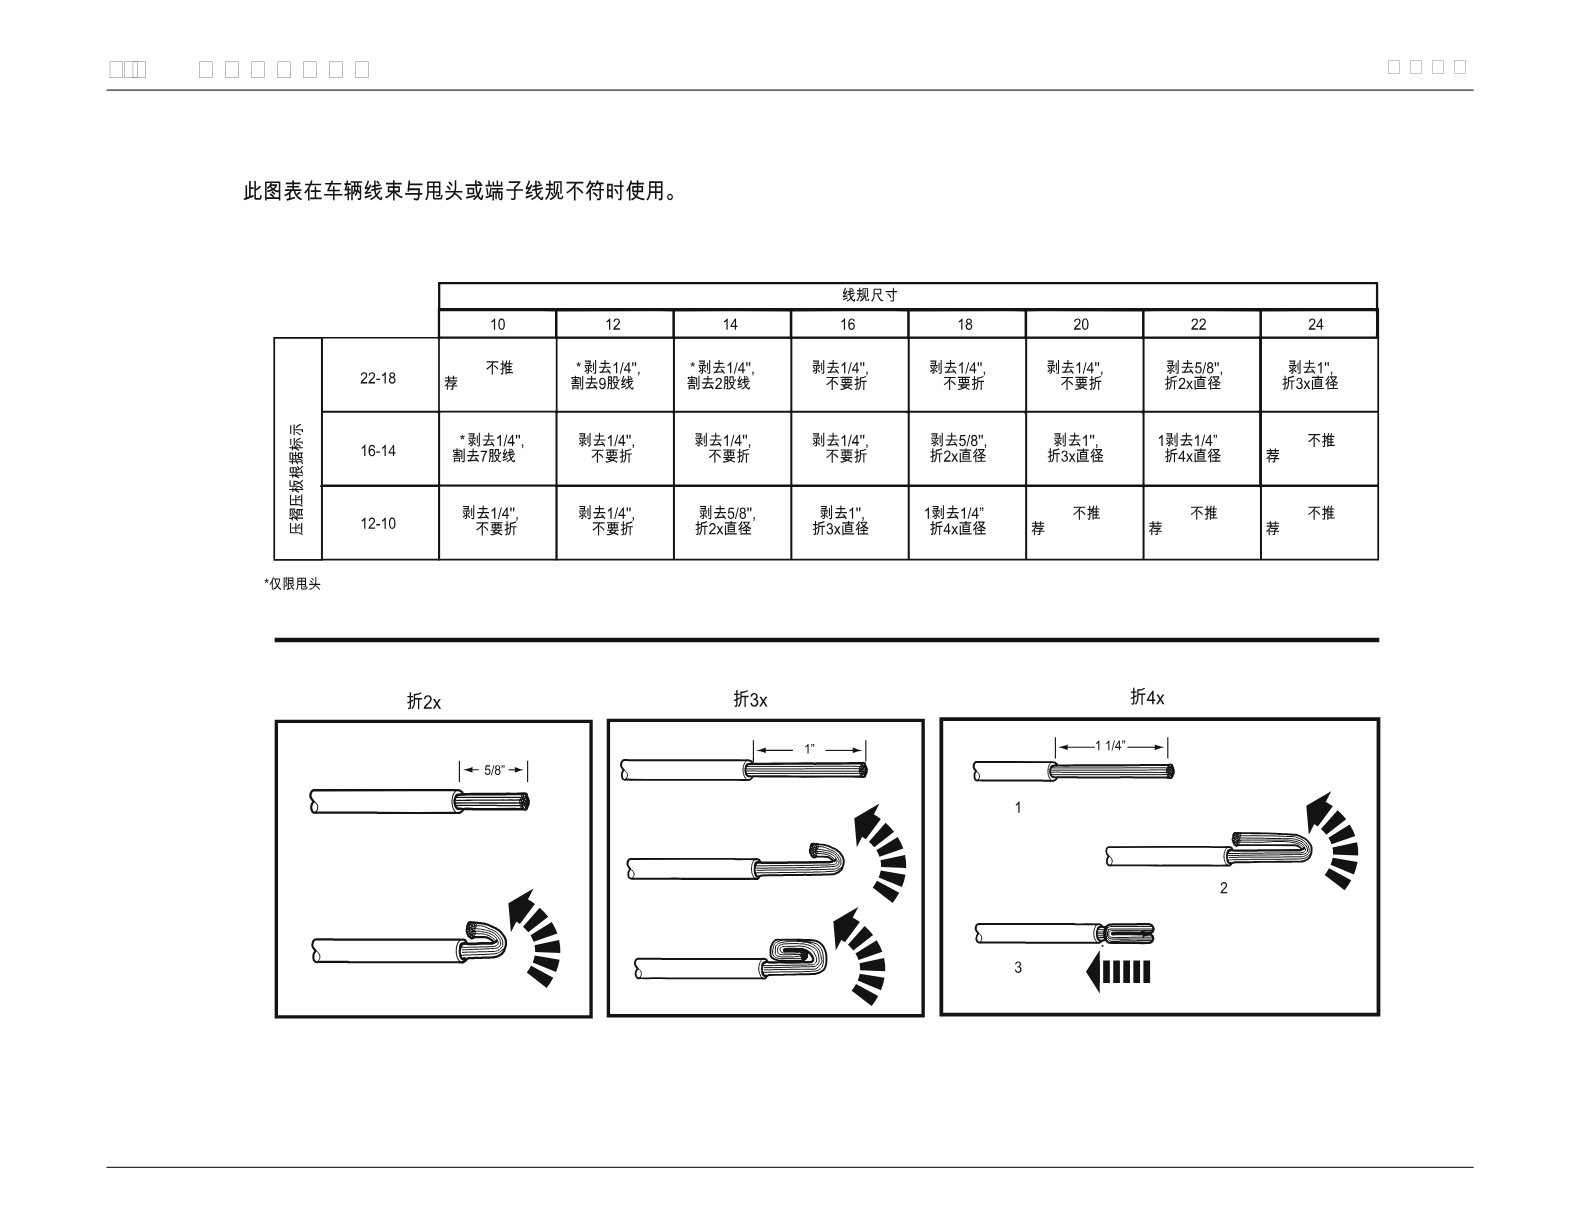 此图表在车辆线束与甩头或端子线规不符时使用。
线规尺寸
10 12 14 16 18 20 22 24
压褶压板根据标示
22-18
不推
荐
*剥去1/4",
割去9股线
*剥去1/4",
割去2股线
剥去1/4",
不要折
剥去1/4",
不要折
剥去1/4",
不要折
剥去5/8",
折2x直径
剥去1",
折3x直径
16-14
*剥去1/4",
割去7股线
剥去1/4",
不要折
剥去1/4",
不要折
剥去1/4",
不要折
剥去5/8",
折2x直径
剥去1",
折3x直径
1剥去1/4”
折4x直径
不推
荐
12-10
剥去1/4",
不要折
剥去1/4",
不要折
剥去5/8",
折2x直径
剥去1",
折3x直径
1剥去1/4”
折4x直径
不推
荐
不推
荐
不推
荐
*仅限甩头
折2x
5/8”
折3x
1”
折4x
1 1/4”
1
2
3